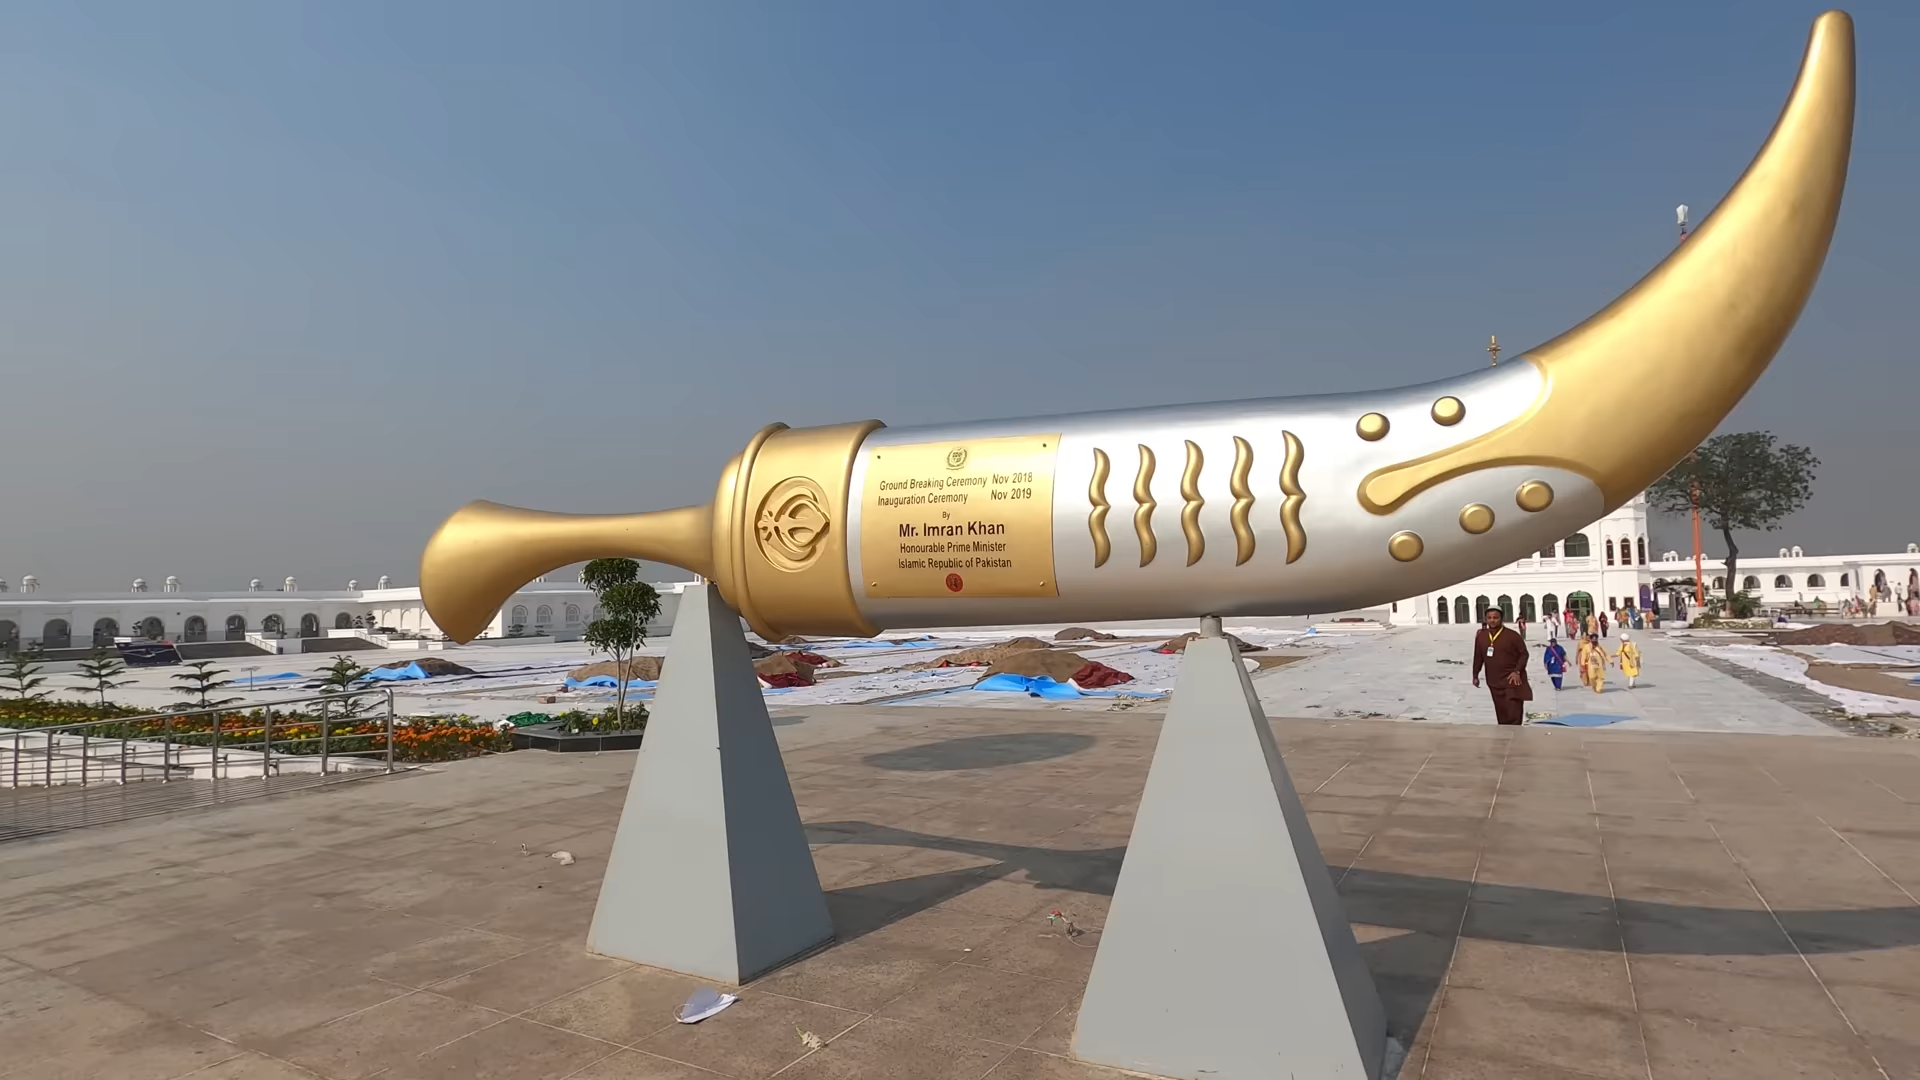 Ground Breaking Ceremony Nov 2018
Inauguration Ceremony Nov 2019
By
Mr. Imran Khan
Honourable Prime Minister
Islamic Republic of Pakistan